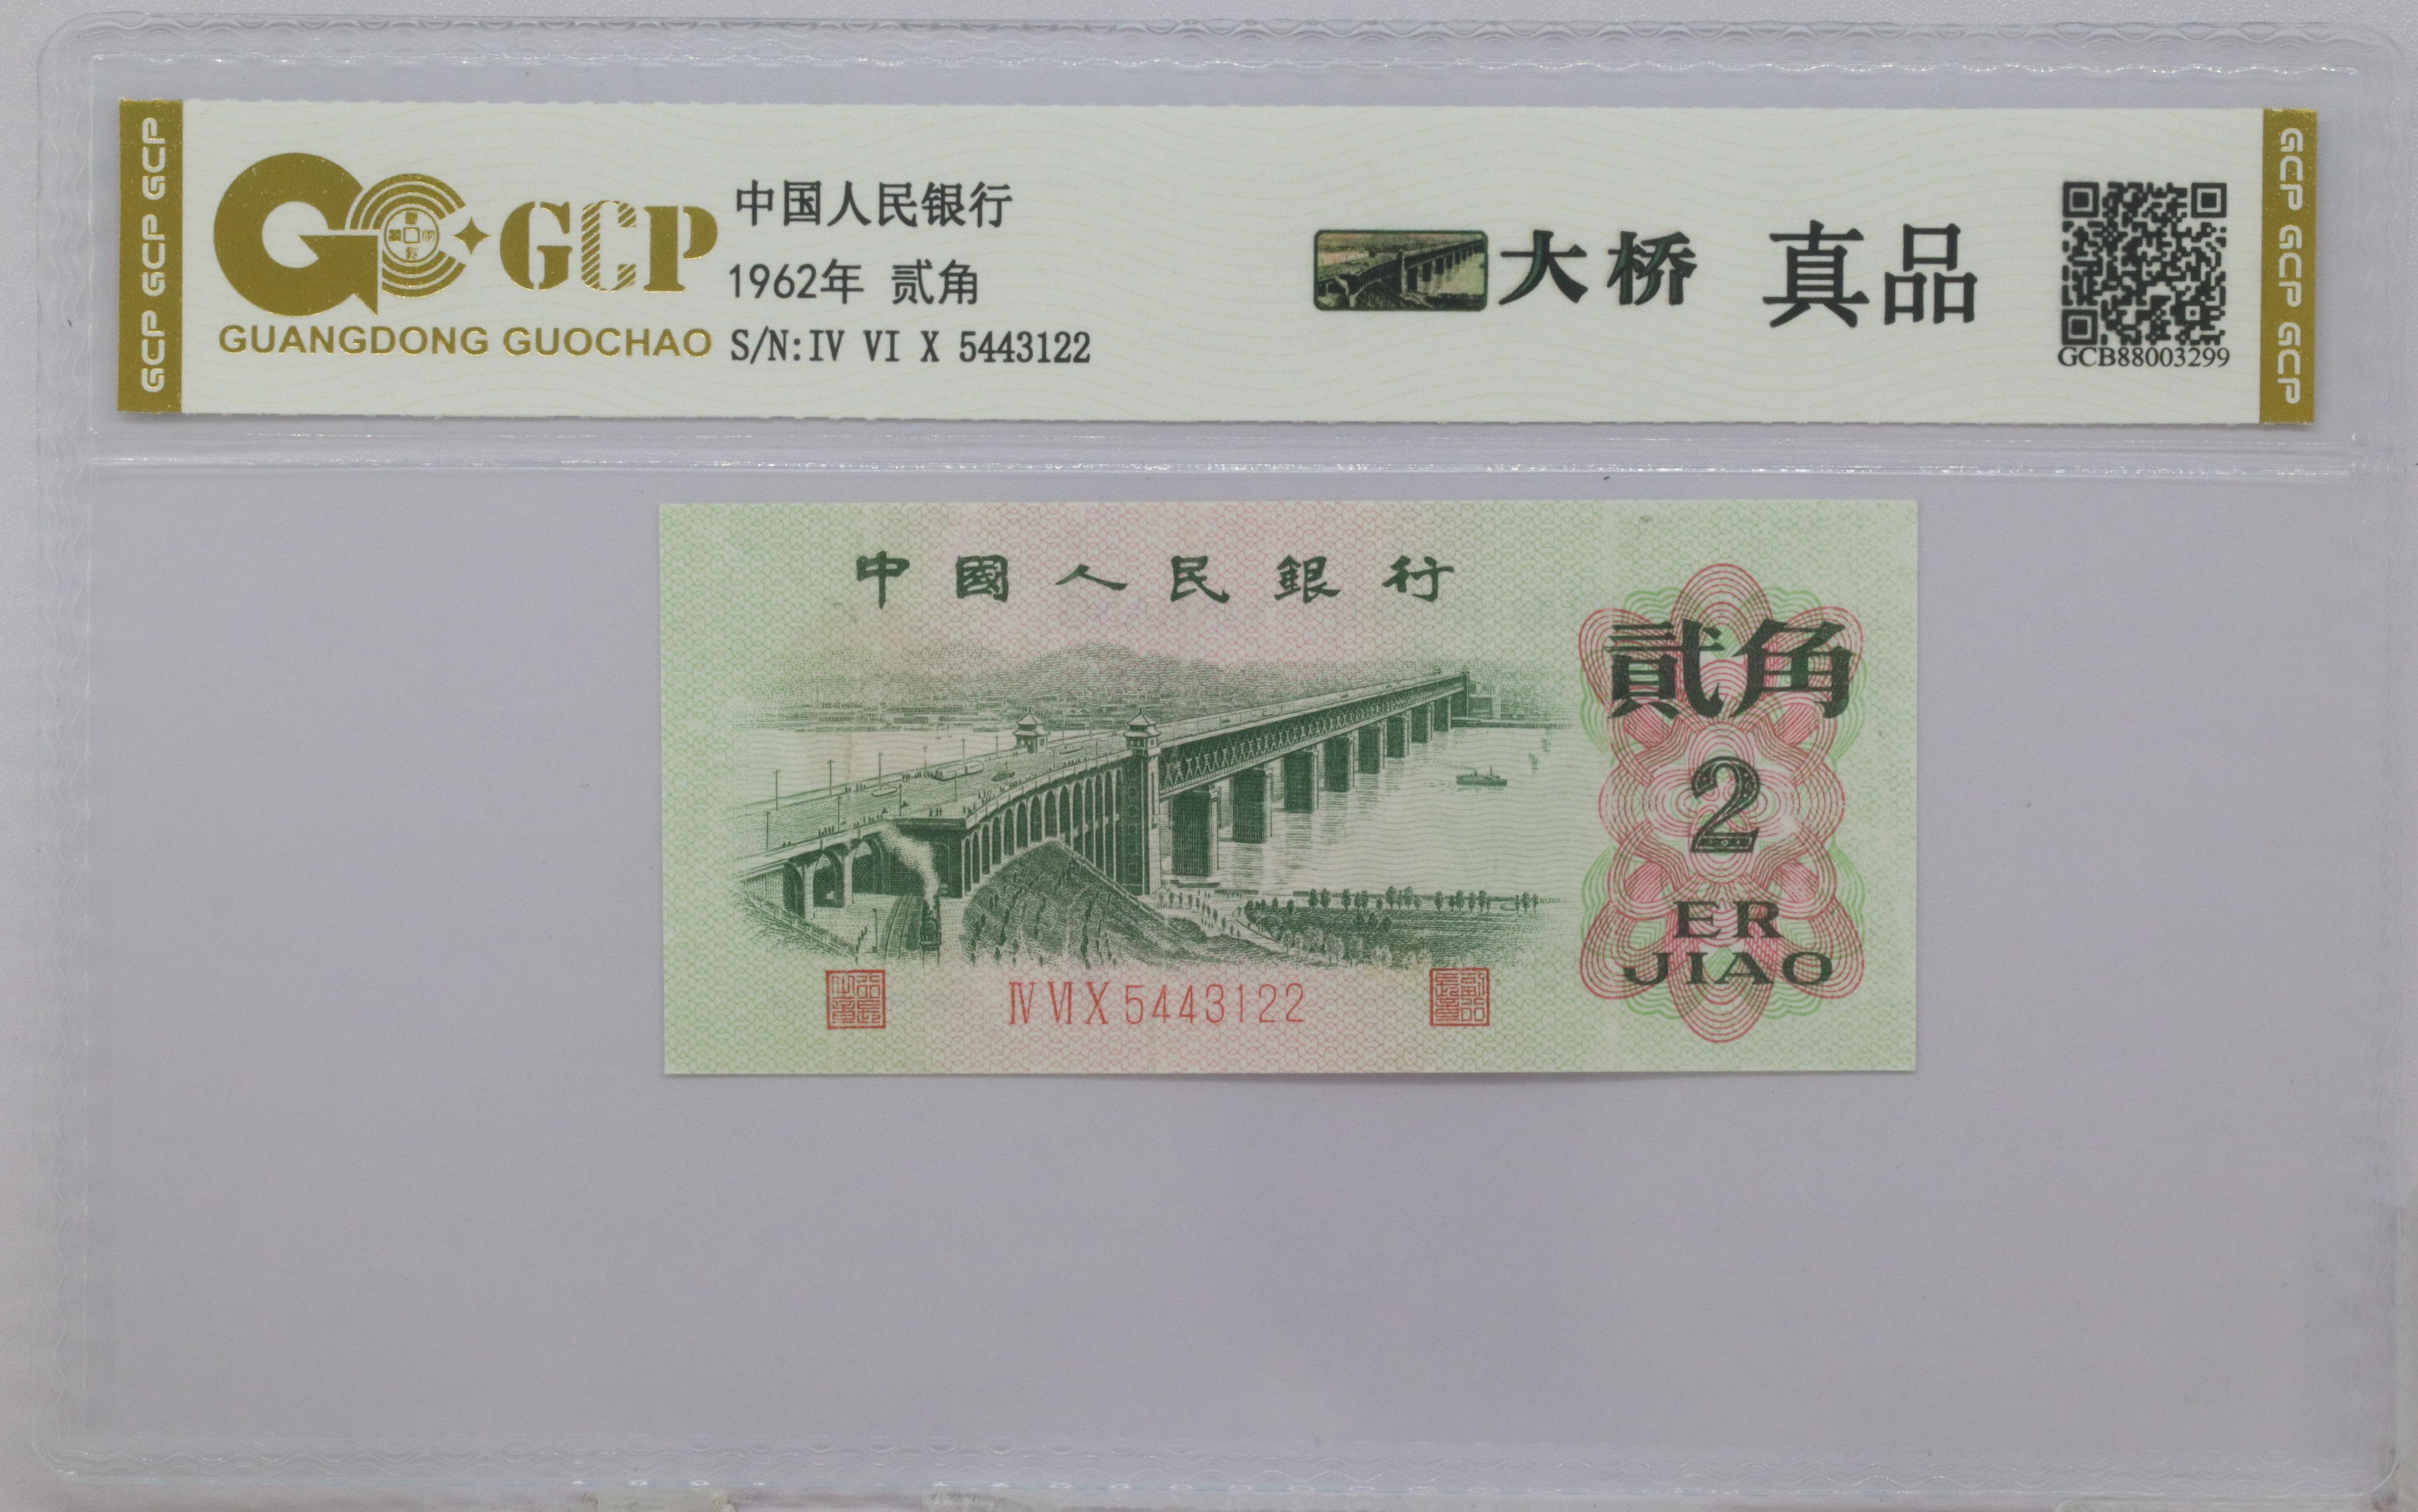 GCP GCP GCP
GCP
GUANGDONG GUOCHAO
中国人民银行
1962年 贰角
S/N:IV VI X 5443122
大桥 真品
GCB88003299
GCP GCP GCP
中國人民銀行
貳角
2
ER
JIAO
Ⅳ Ⅵ Ⅹ 5443122